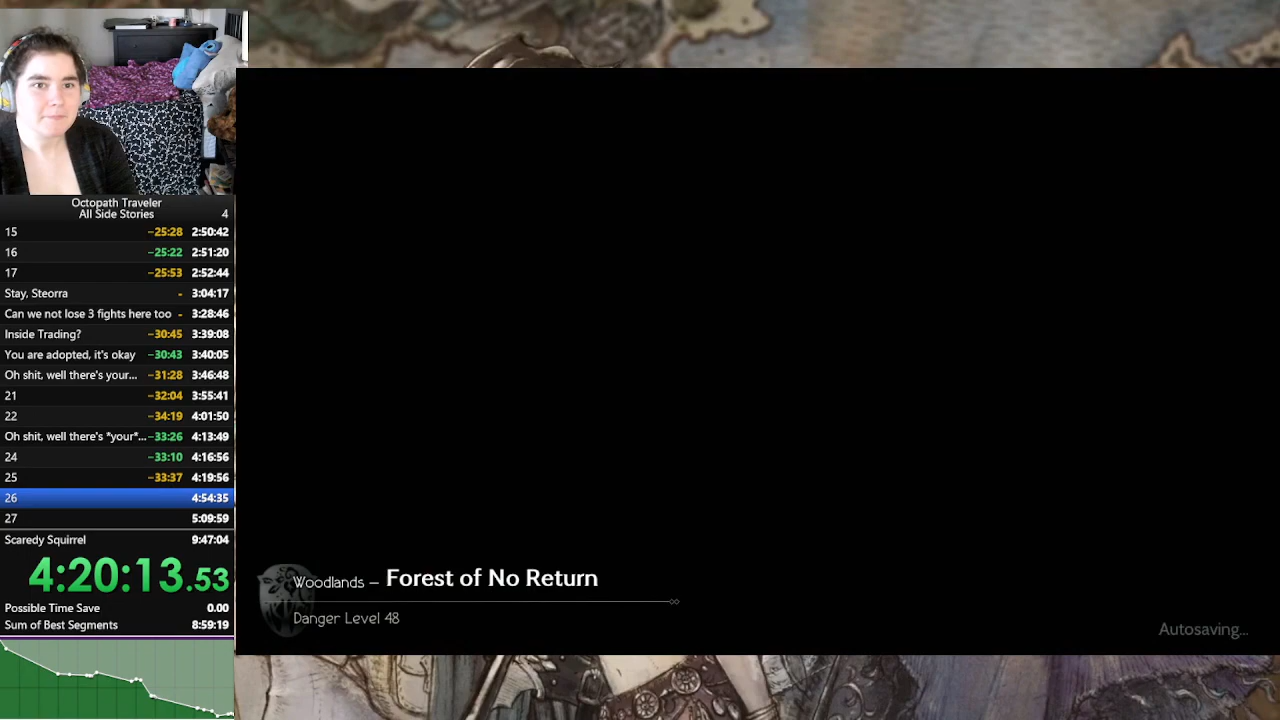 Octopath Traveler
All Side Stories 4
15 −25:28 2:50:42
16 −25:22 2:51:20
17 −25:53 2:52:44
Stay, Steorra - 3:04:17
Can we not lose 3 fights here too - 3:28:46
Inside Trading? −30:45 3:39:08
You are adopted, it's okay −30:43 3:40:05
Oh shit, well there's your... −31:28 3:46:48
21 −32:04 3:55:41
22 −34:19 4:01:50
Oh shit, well there's *your*... −33:26 4:13:49
24 −33:10 4:16:56
25 −33:37 4:19:56
26 4:54:35
27 5:09:59
Scaredy Squirrel 9:47:04
4:20:13.53
Possible Time Save 0.00
Sum of Best Segments 8:59:19
Woodlands – Forest of No Return
Danger Level 48
Autosaving...